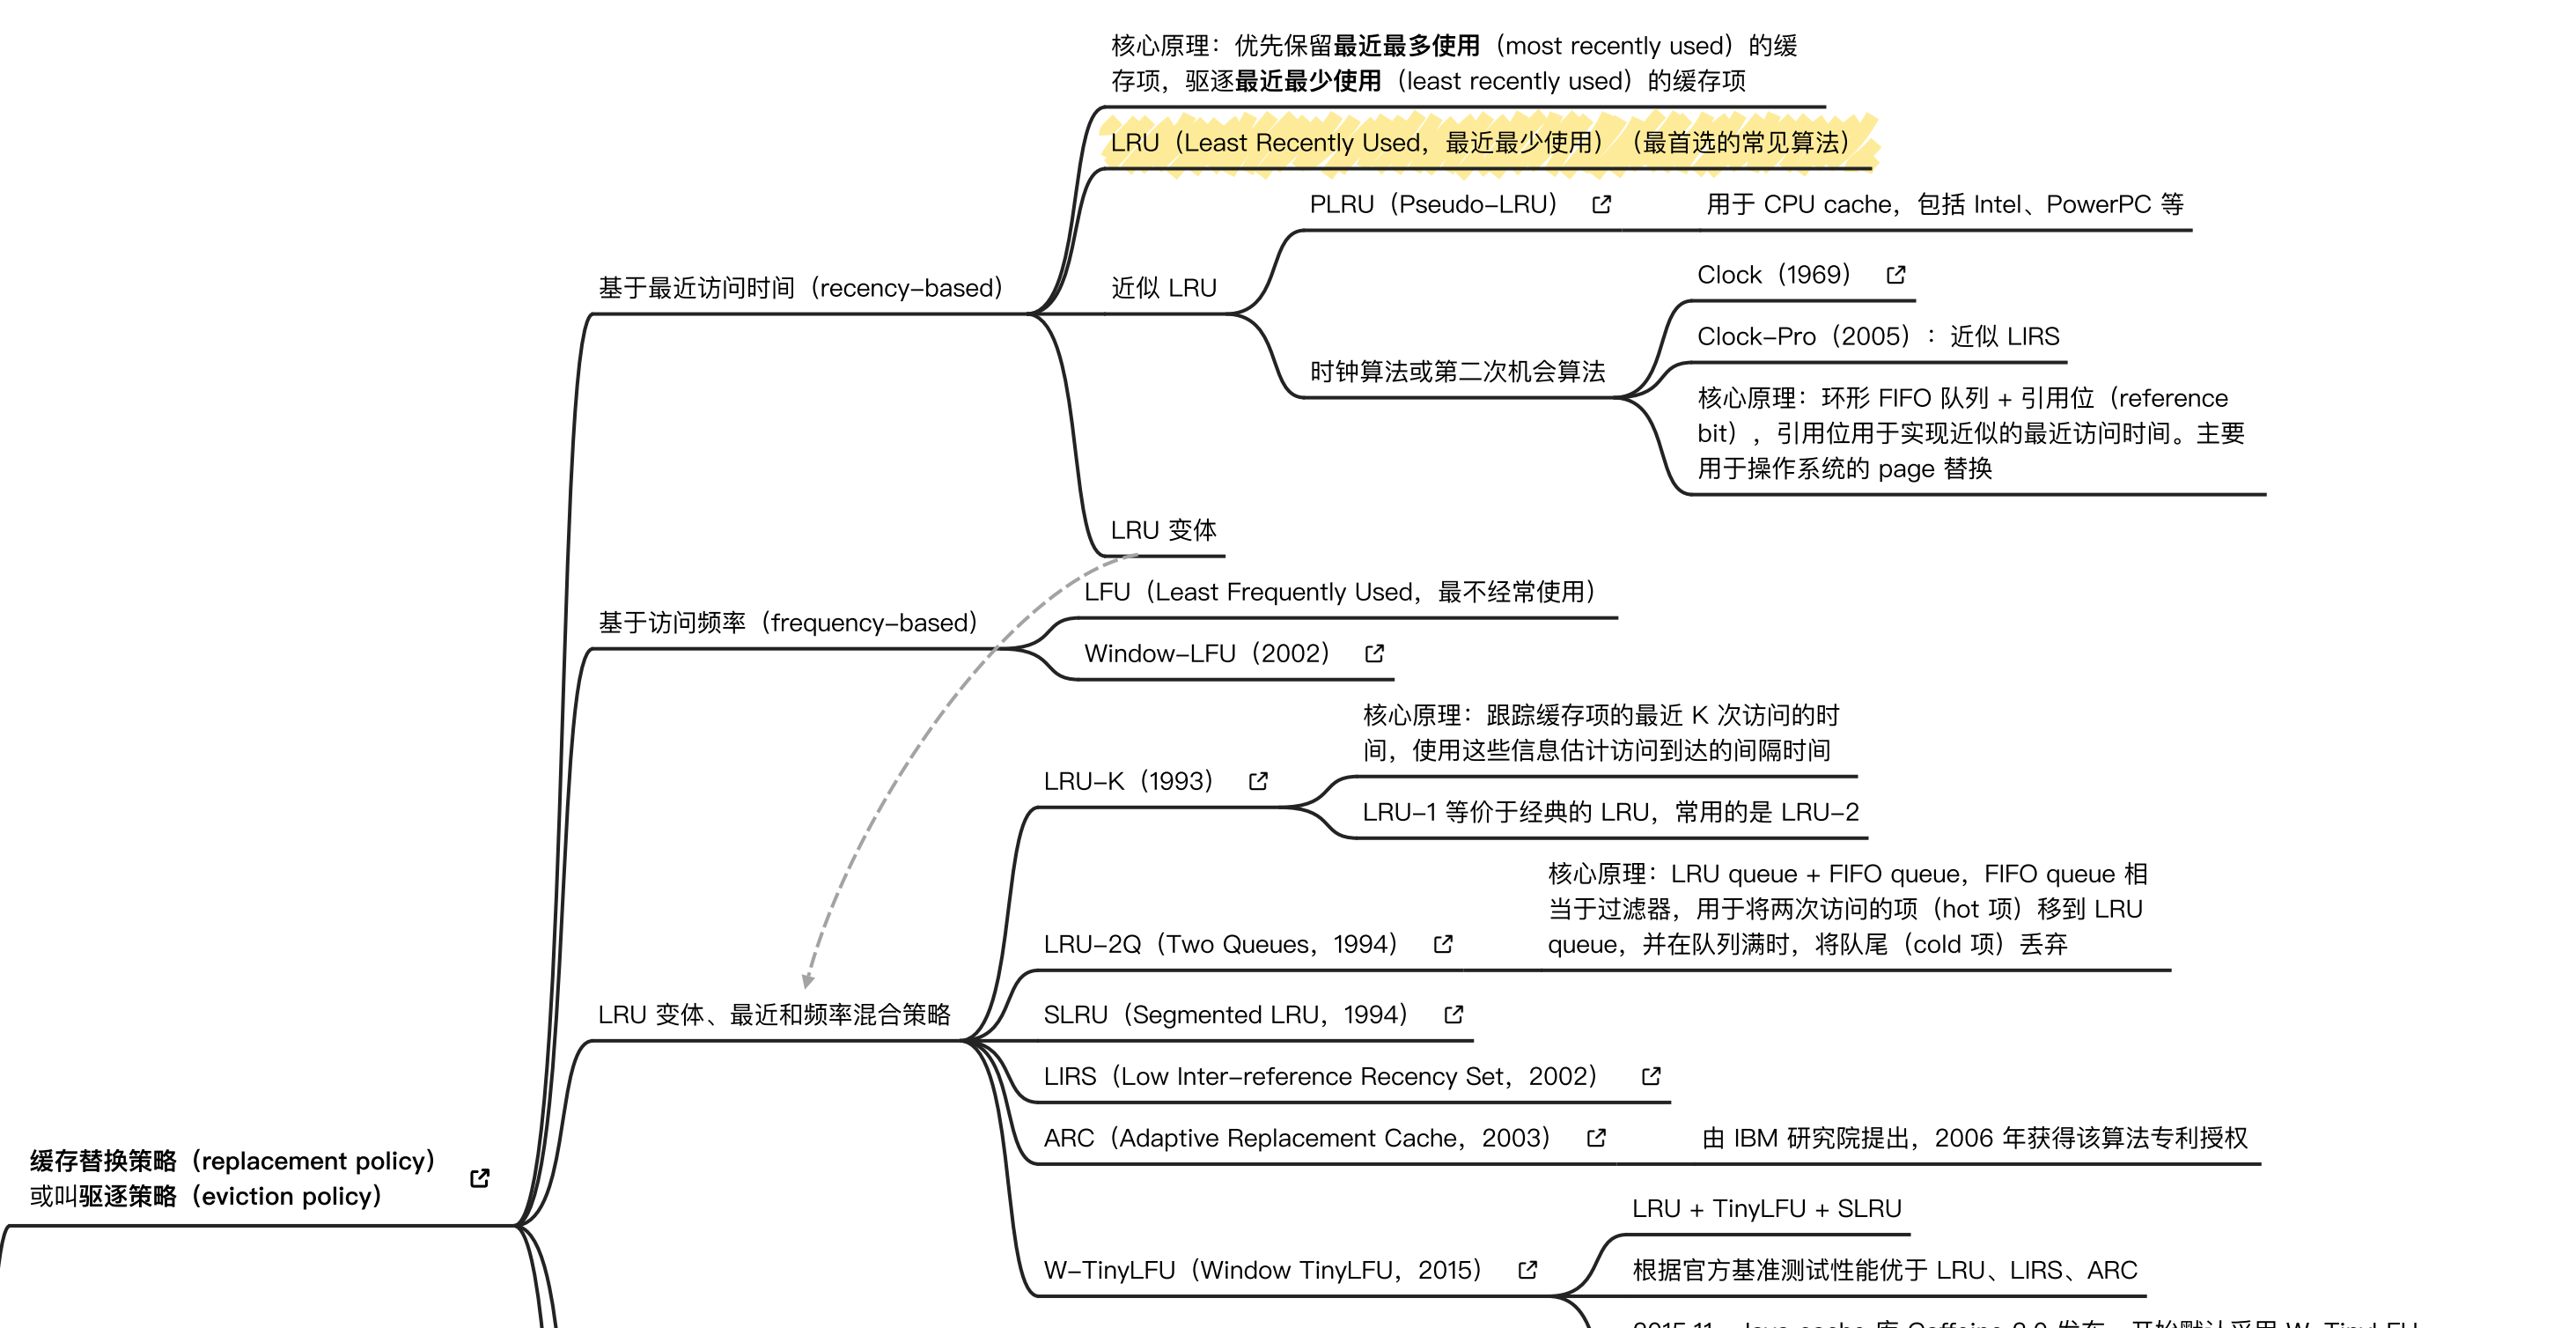 核心原理：优先保留最近最多使用（most recently used）的缓
存项，驱逐最近最少使用（least recently used）的缓存项
LRU（Least Recently Used，最近最少使用）（最首选的常见算法）
PLRU（Pseudo-LRU）
用于 CPU cache，包括 Intel、PowerPC 等
Clock（1969）
基于最近访问时间（recency-based）
近似 LRU
Clock-Pro（2005）：近似 LIRS
时钟算法或第二次机会算法
核心原理：环形 FIFO 队列 + 引用位（reference
bit），引用位用于实现近似的最近访问时间。主要
用于操作系统的 page 替换
LRU 变体
LFU（Least Frequently Used，最不经常使用）
基于访问频率（frequency-based）
Window-LFU（2002）
核心原理：跟踪缓存项的最近 K 次访问的时
间，使用这些信息估计访问到达的间隔时间
LRU-K（1993）
LRU-1 等价于经典的 LRU，常用的是 LRU-2
核心原理：LRU queue + FIFO queue，FIFO queue 相
当于过滤器，用于将两次访问的项（hot 项）移到 LRU
queue，并在队列满时，将队尾（cold 项）丢弃
LRU-2Q（Two Queues，1994）
LRU 变体、最近和频率混合策略
SLRU（Segmented LRU，1994）
LIRS（Low Inter-reference Recency Set，2002）
ARC（Adaptive Replacement Cache，2003）
由 IBM 研究院提出，2006 年获得该算法专利授权
缓存替换策略（replacement policy）
或叫驱逐策略（eviction policy）
LRU + TinyLFU + SLRU
W-TinyLFU（Window TinyLFU，2015）
根据官方基准测试性能优于 LRU、LIRS、ARC